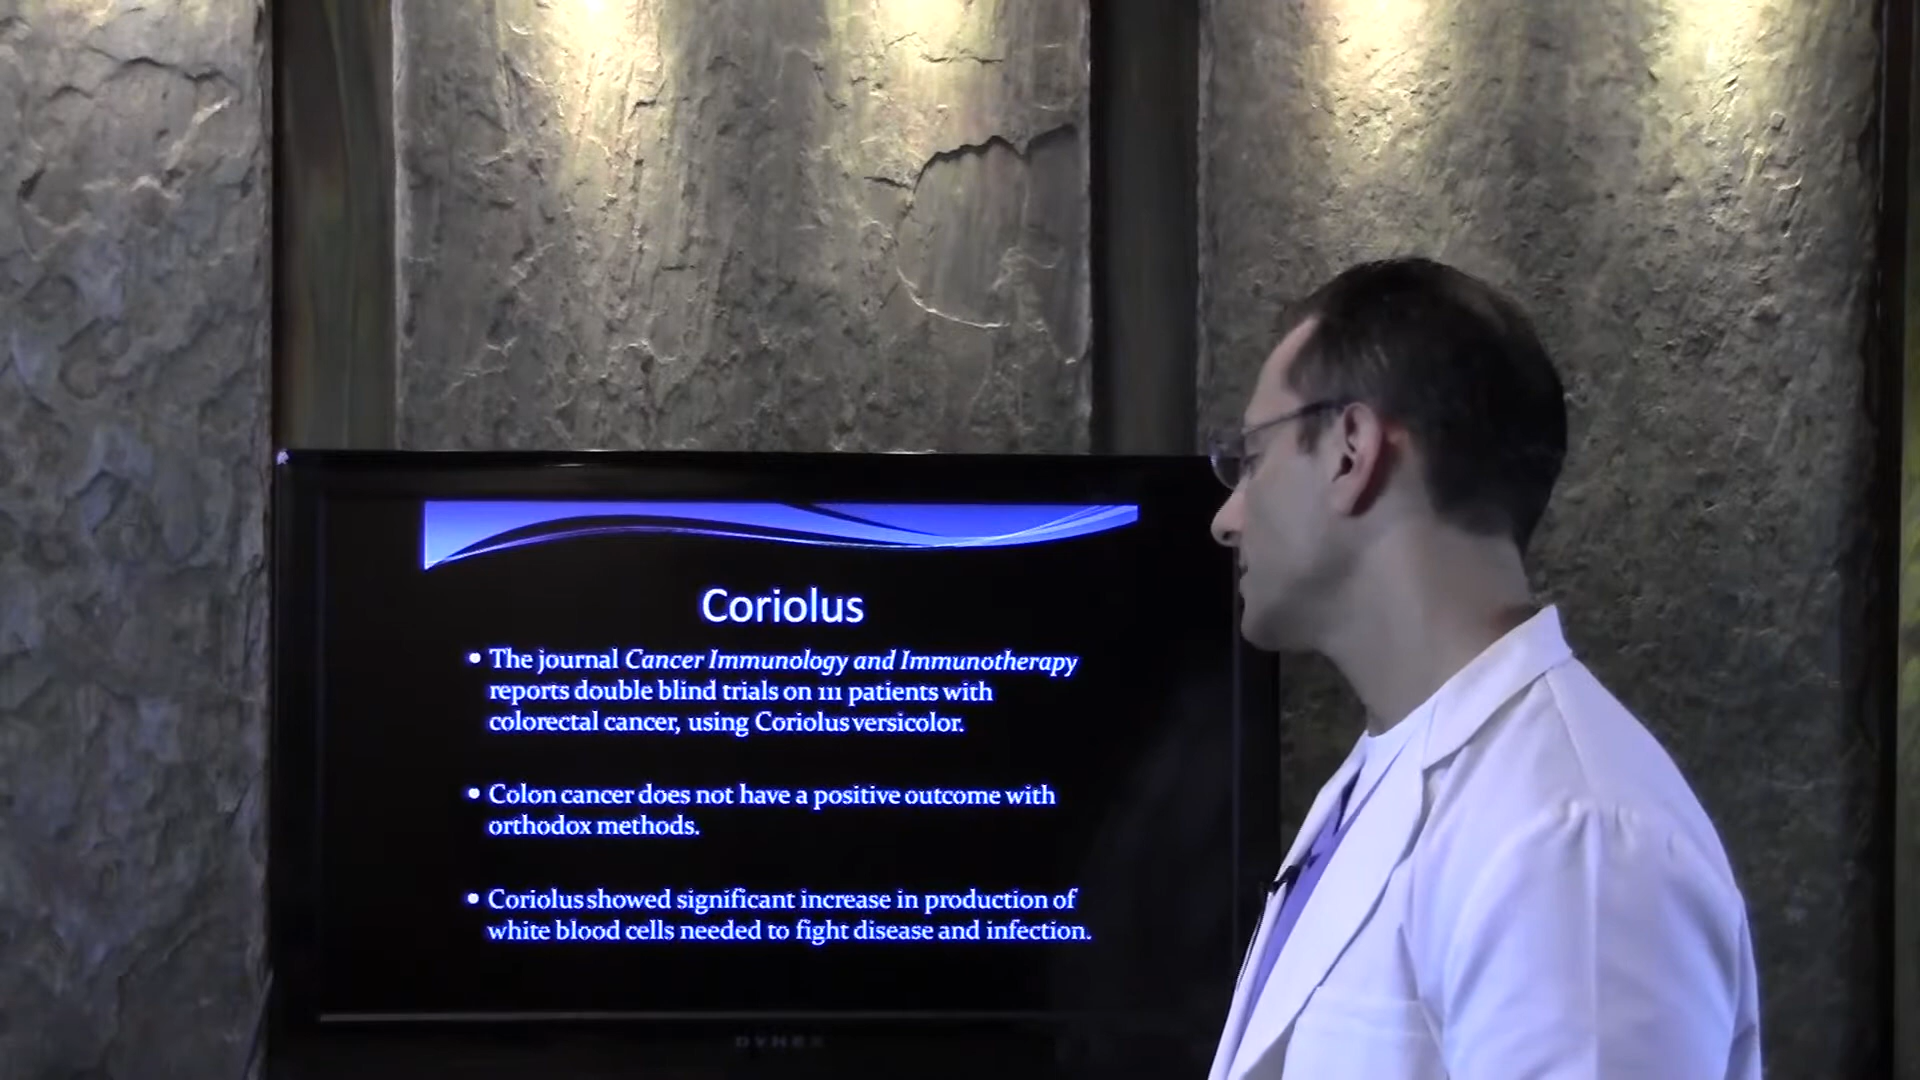 Coriolus
• The journal Cancer Immunology and Immunotherapy
reports double blind trials on 111 patients with
colorectal cancer, using Coriolus versicolor.
• Colon cancer does not have a positive outcome with
orthodox methods.
• Coriolus showed significant increase in production of
white blood cells needed to fight disease and infection.
DYNEX